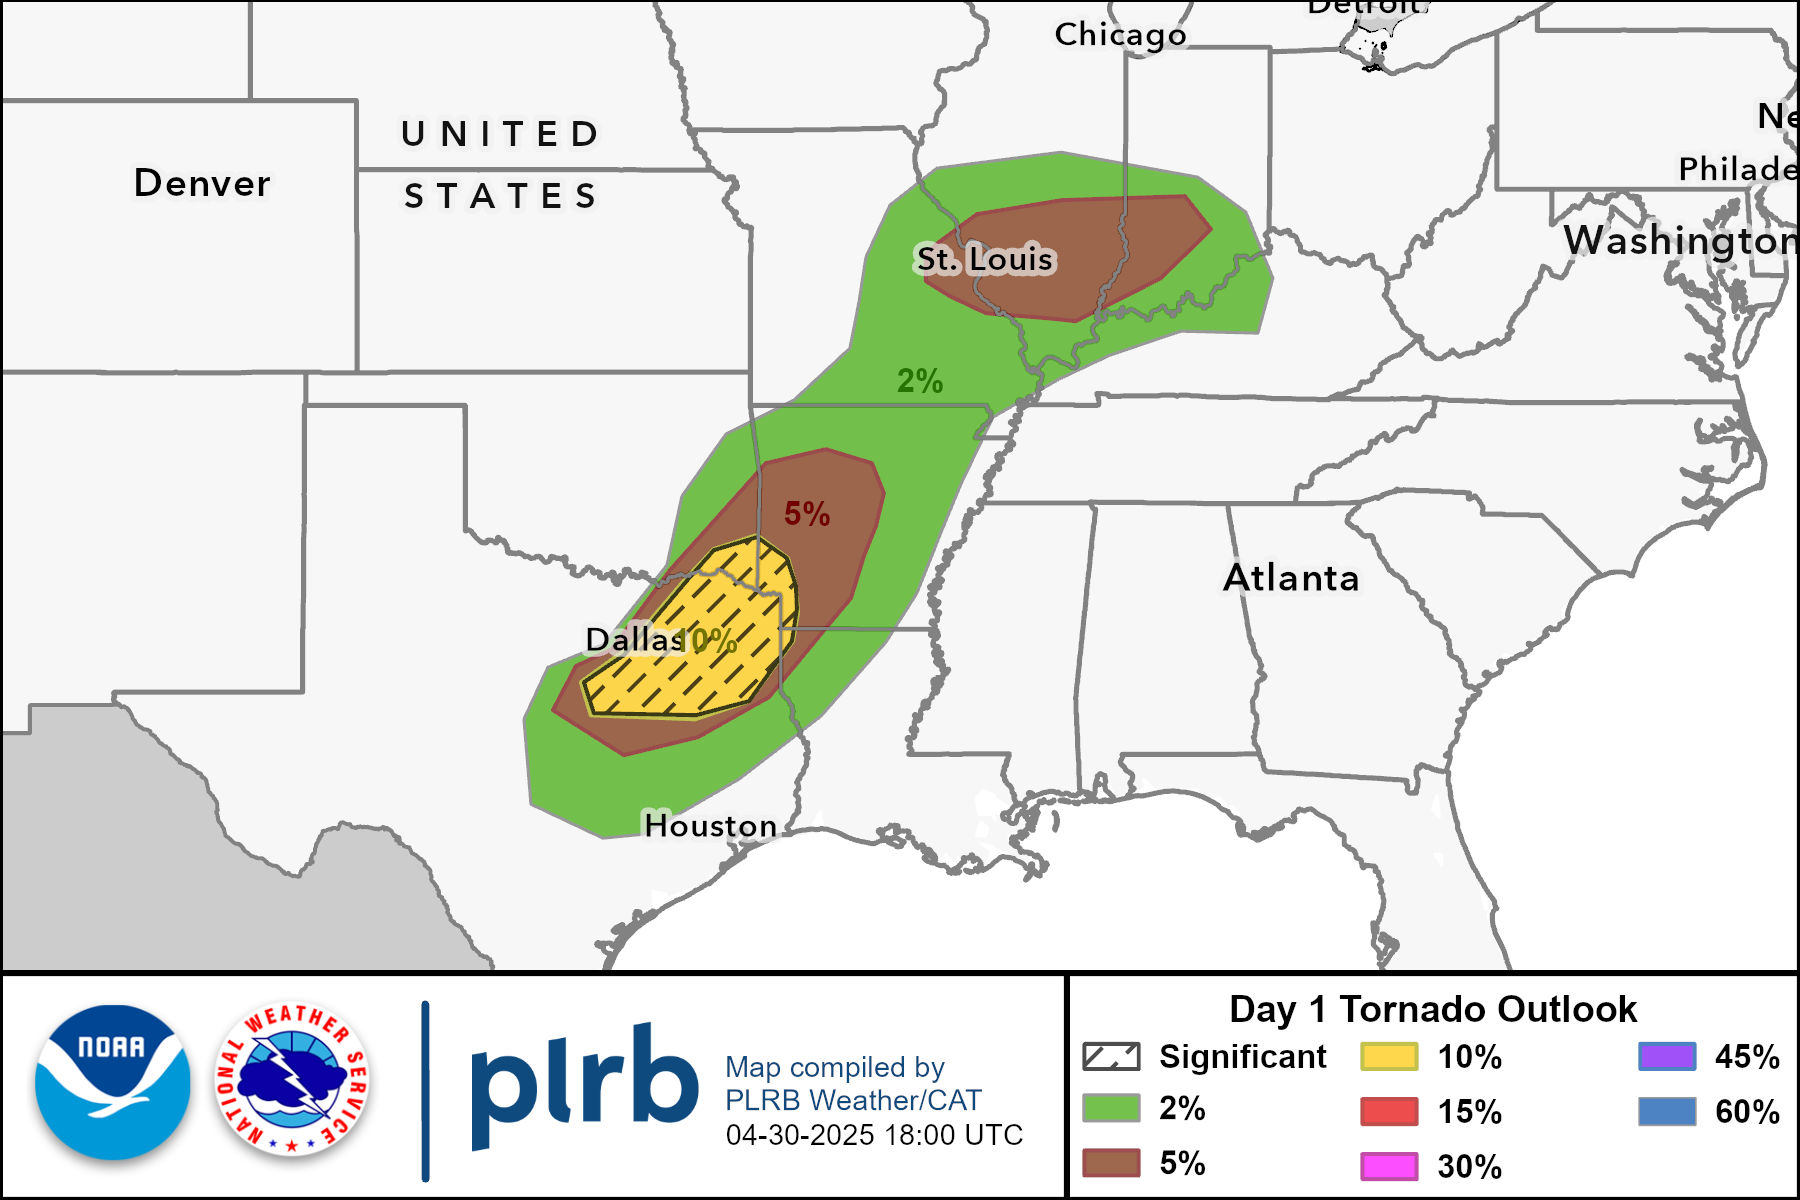 Detroit
Chicago
Ne
UNITED
Philade
Denver
STATES
Washington
St. Louis
2%
5%
Atlanta
Dallas
10%
Houston
NOAA
NATIONAL WEATHER SERVICE
plrb
Map compiled by
PLRB Weather/CAT
04-30-2025 18:00 UTC
Day 1 Tornado Outlook
Significant
2%
5%
10%
15%
30%
45%
60%